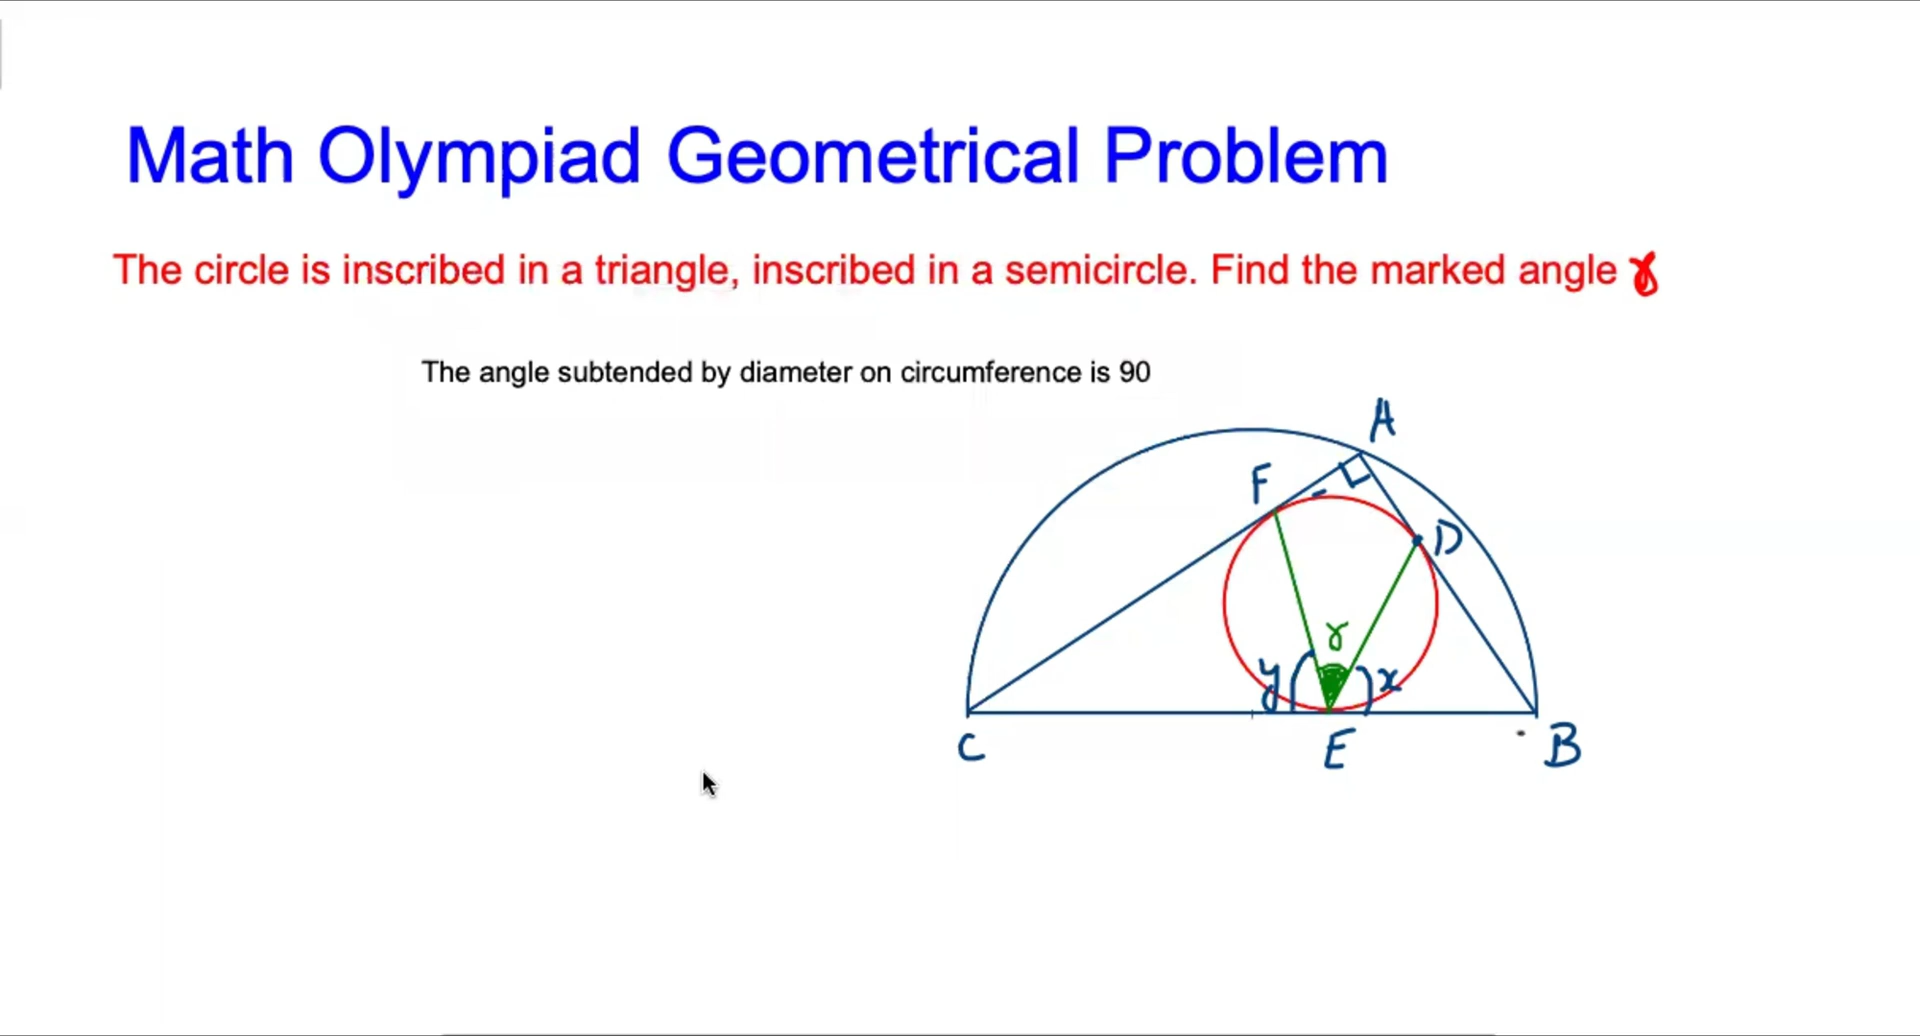 Math Olympiad Geometrical Problem
The circle is inscribed in a triangle, inscribed in a semicircle. Find the marked angle γ
The angle subtended by diameter on circumference is 90
A
F
D
γ
y
x
C
E
B